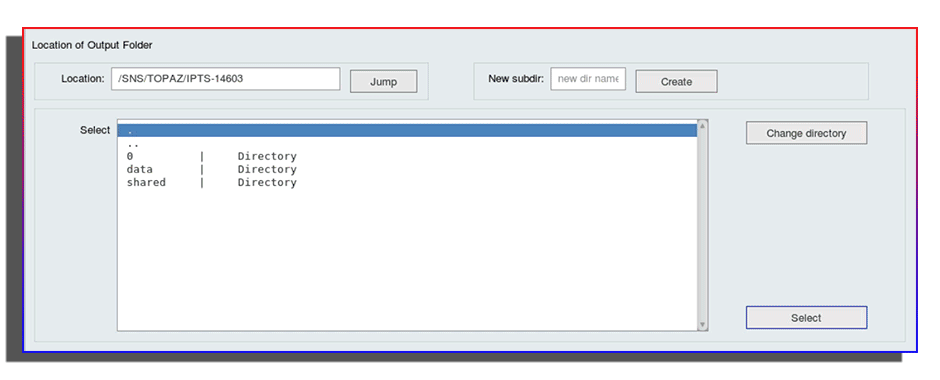 Location of Output Folder
Location: /SNS/TOPAZ/IPTS-14603 Jump New subdir: new dir name Create
Select . Change directory
..
0 | Directory
data | Directory
shared | Directory
Select